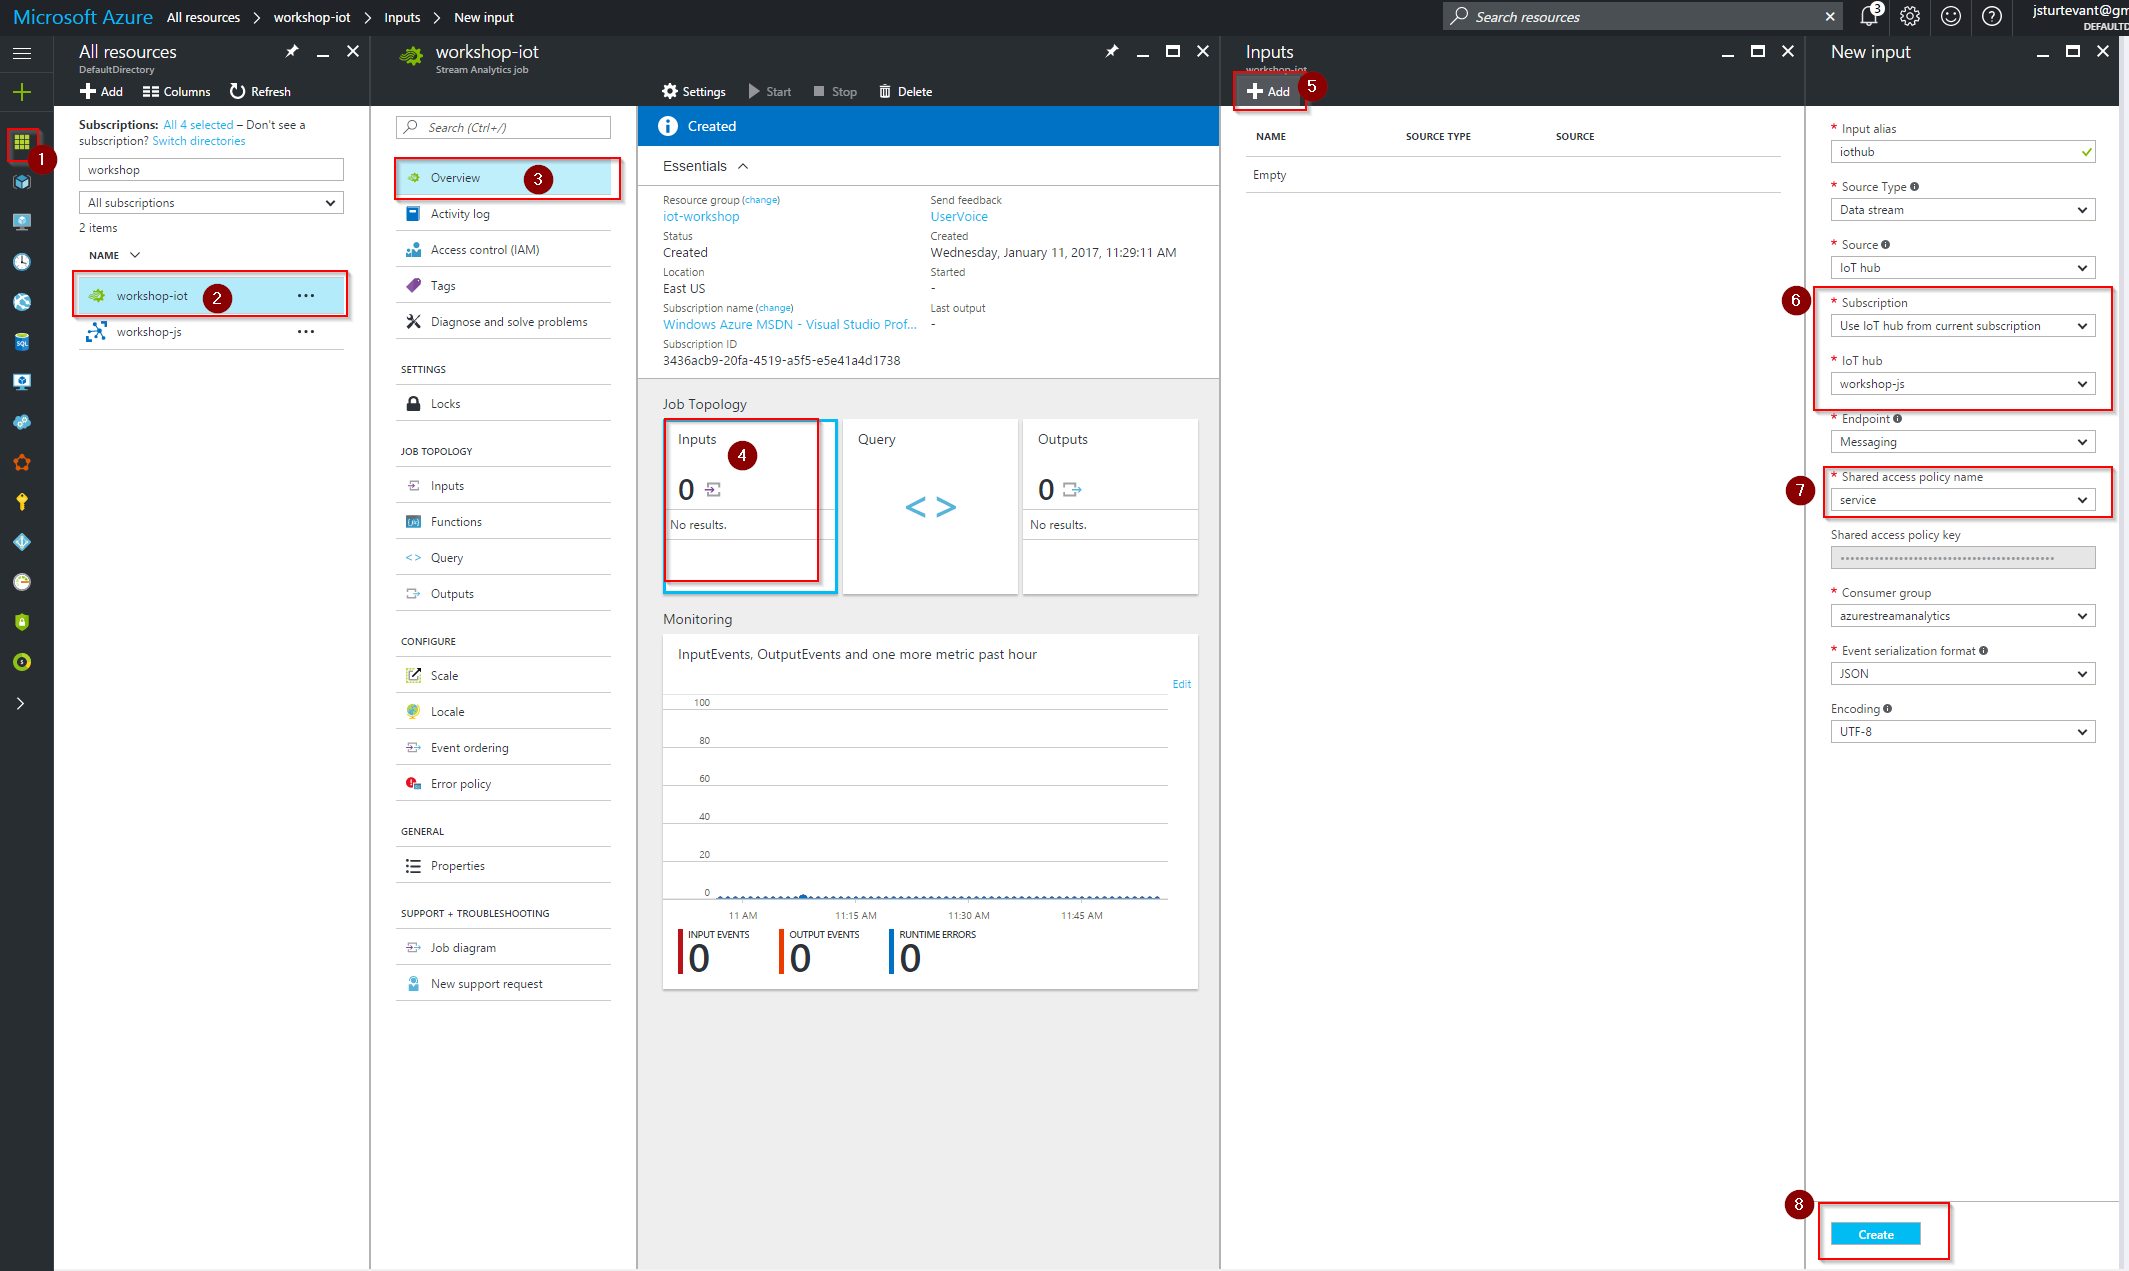 Microsoft Azure All resources > workshop-iot > Inputs > New input
Search resources
3
jsturtevant@gm
DEFAULTD
All resources
DefaultDirectory
Add Columns Refresh
Subscriptions: All 4 selected – Don't see a
subscription? Switch directories
workshop
All subscriptions
2 items
NAME
workshop-iot
workshop-js
1
2
workshop-iot
Stream Analytics job
Settings Start Stop Delete
Search (Ctrl+/)
Overview
3
Activity log
Access control (IAM)
Tags
Diagnose and solve problems
SETTINGS
Locks
JOB TOPOLOGY
Inputs
Functions
Query
Outputs
CONFIGURE
Scale
Locale
Event ordering
Error policy
GENERAL
Properties
SUPPORT + TROUBLESHOOTING
Job diagram
New support request
Created
Essentials
Resource group (change)
iot-workshop
Status
Created
Location
East US
Subscription name (change)
Windows Azure MSDN - Visual Studio Prof...
Subscription ID
3436acb9-20fa-4519-a5f5-e5e41a4d1738
Send feedback
UserVoice
Created
Wednesday, January 11, 2017, 11:29:11 AM
Started
-
Last output
-
Job Topology
Inputs
4
0
No results.
Query
< >
Outputs
0
No results.
Monitoring
InputEvents, OutputEvents and one more metric past hour
Edit
100
80
60
40
20
0
11 AM 11:15 AM 11:30 AM 11:45 AM
INPUT EVENTS
0
OUTPUT EVENTS
0
RUNTIME ERRORS
0
Inputs
workshop-iot
Add
5
NAME SOURCE TYPE SOURCE
Empty
New input
* Input alias
iothub
* Source Type
Data stream
* Source
IoT hub
6
* Subscription
Use IoT hub from current subscription
* IoT hub
workshop-js
* Endpoint
Messaging
7
* Shared access policy name
service
Shared access policy key
* Consumer group
azurestreamanalytics
* Event serialization format
JSON
Encoding
UTF-8
8
Create